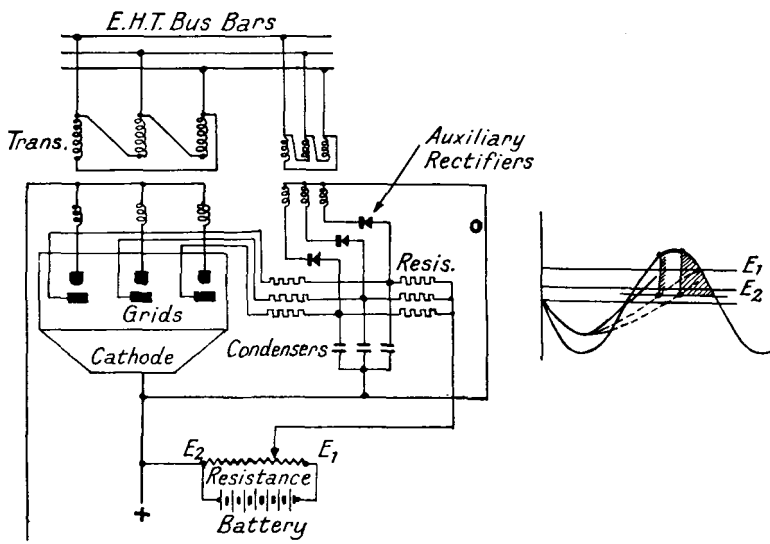 E.H.T. Bus Bars
Trans.
Auxiliary
Rectifiers
Resis.
Grids
Cathode
Condensers
E1
E2
E2
E1
Resistance
Battery
+